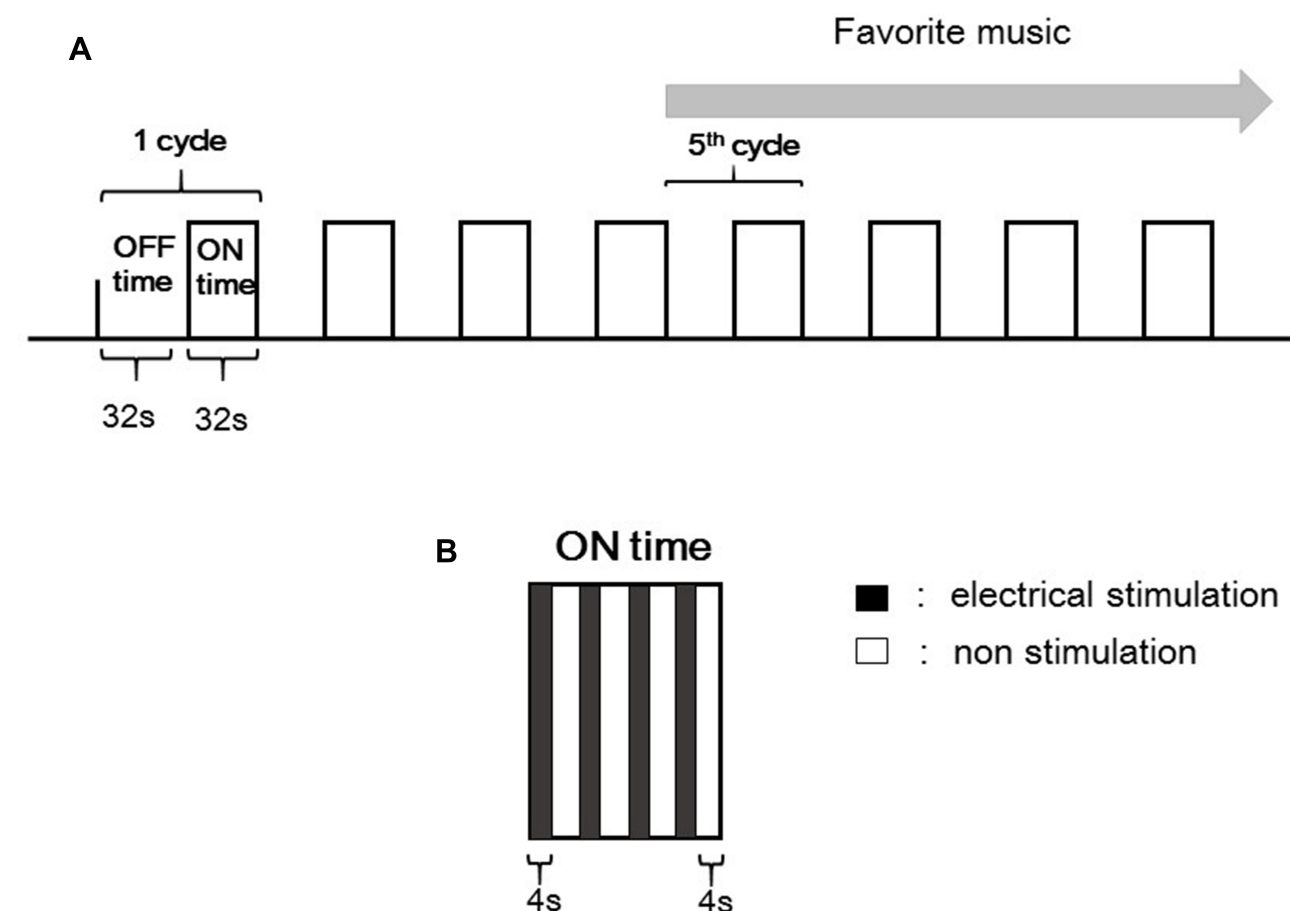 A
Favorite music
1 cycle
5th cycle
OFF
time
ON
time
32s
32s
B
ON time
: electrical stimulation
: non stimulation
4s
4s